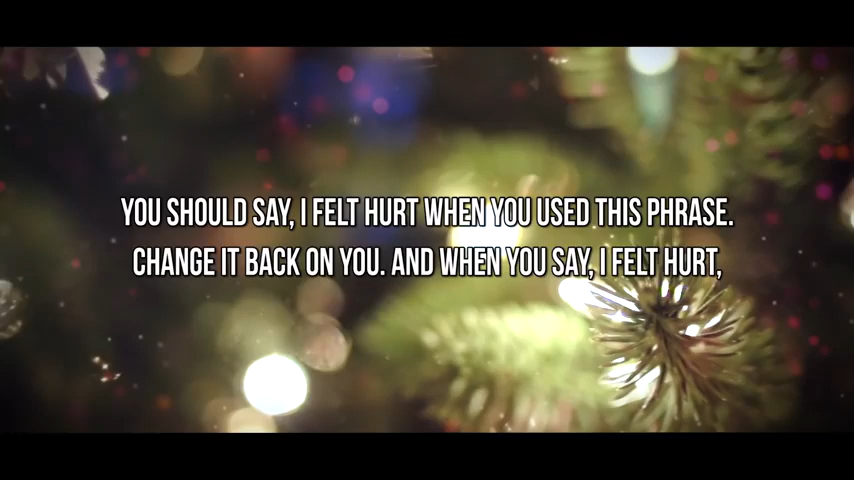 YOU SHOULD SAY, I FELT HURT WHEN YOU USED THIS PHRASE.
CHANGE IT BACK ON YOU. AND WHEN YOU SAY, I FELT HURT,